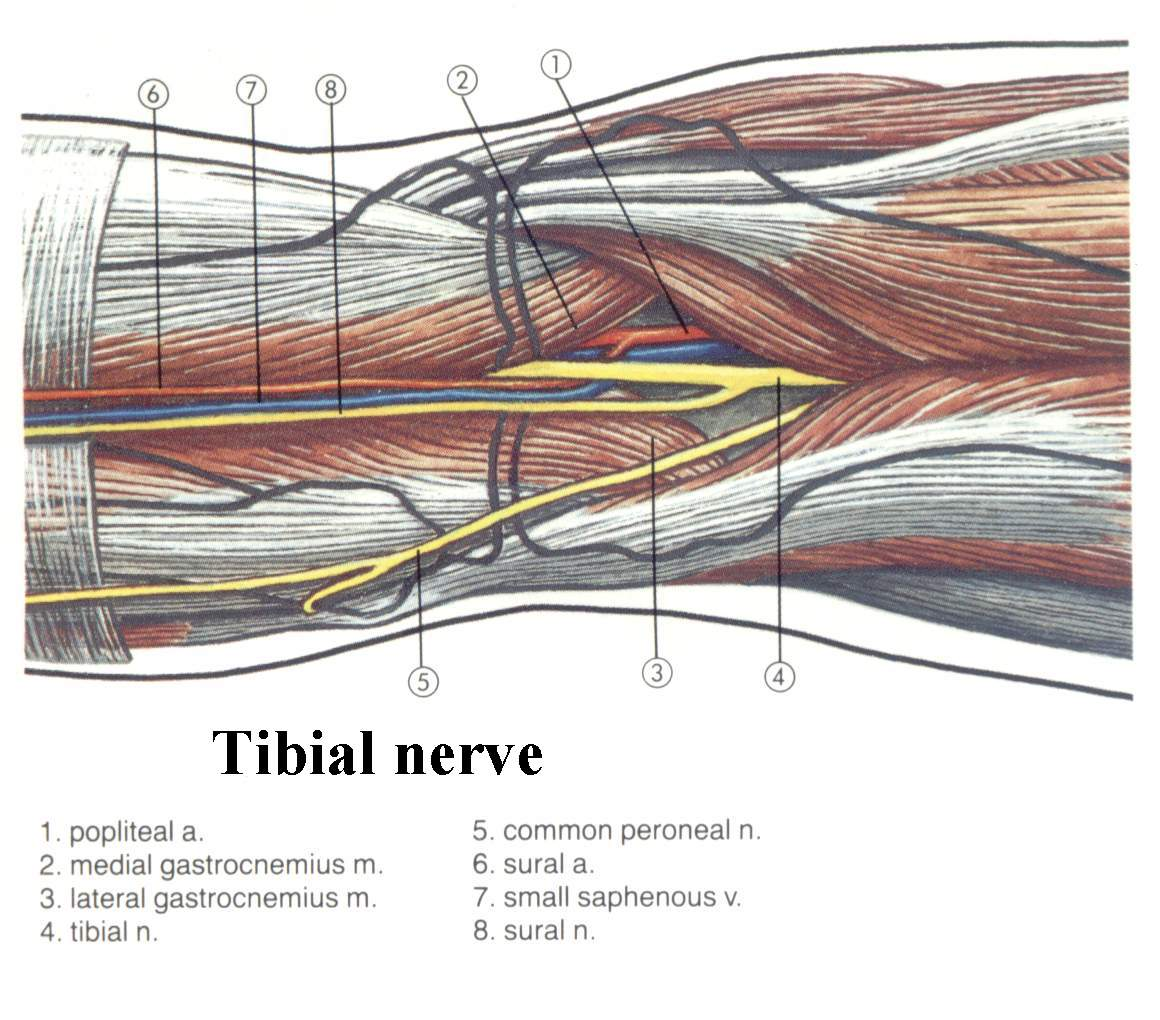 6 7 8 2 1
5 3 4
Tibial nerve
1. popliteal a.
2. medial gastrocnemius m.
3. lateral gastrocnemius m.
4. tibial n.
5. common peroneal n.
6. sural a.
7. small saphenous v.
8. sural n.